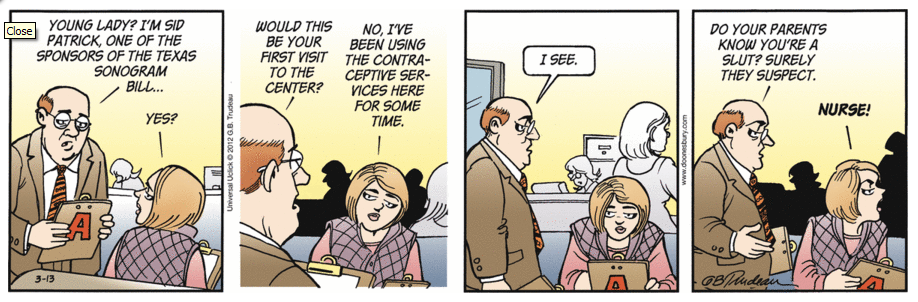 Close
YOUNG LADY? I'M SID
PATRICK, ONE OF THE
SPONSORS OF THE TEXAS
SONOGRAM
BILL...
YES?
A
3-13
Universal Uclick © 2012 G.B. Trudeau
WOULD THIS
BE YOUR
FIRST VISIT
TO THE
CENTER?
NO, I'VE
BEEN USING
THE CONTRA-
CEPTIVE SER-
VICES HERE
FOR SOME
TIME.
I SEE.
A
www.doonesbury.com
DO YOUR PARENTS
KNOW YOU'RE A
SLUT? SURELY
THEY SUSPECT.
NURSE!
A
GBTrudeau